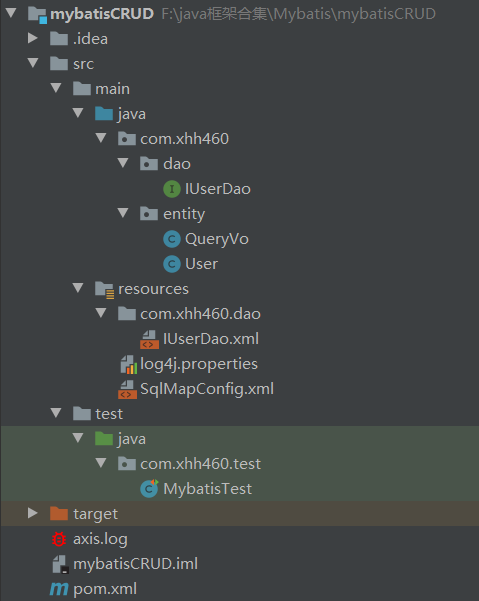 mybatisCRUD F:\java框架合集\Mybatis\mybatisCRUD
.idea
src
main
java
com.xhh460
dao
I IUserDao
entity
C QueryVo
C User
resources
com.xhh460.dao
IUserDao.xml
log4j.properties
SqlMapConfig.xml
test
java
com.xhh460.test
C MybatisTest
target
axis.log
mybatisCRUD.iml
m pom.xml